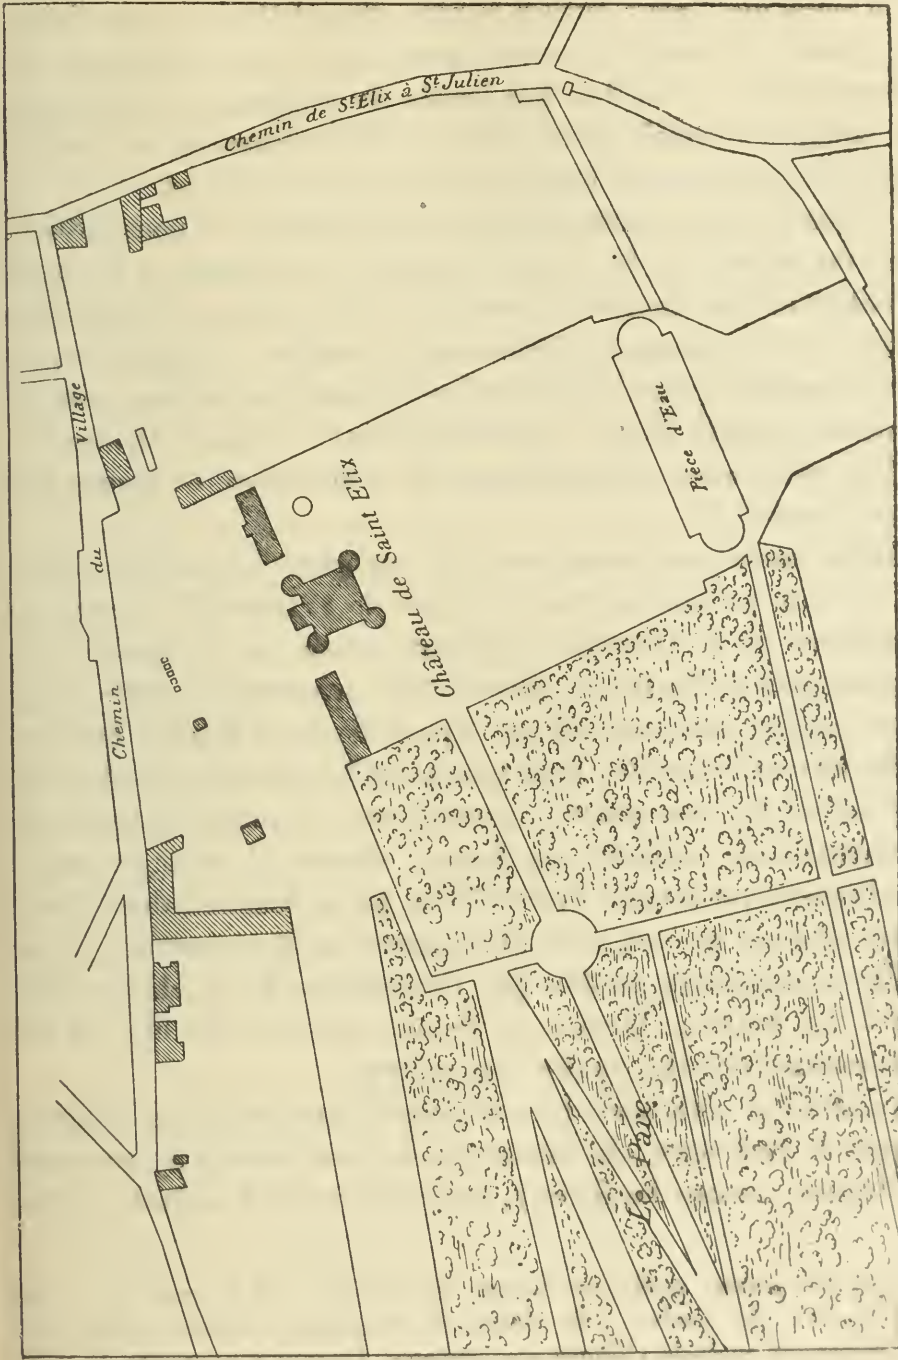 Chemin de St. Elix à St. Julien
Chemin du Village
Château de Saint Elix
Pièce d'Eau
Le Parc